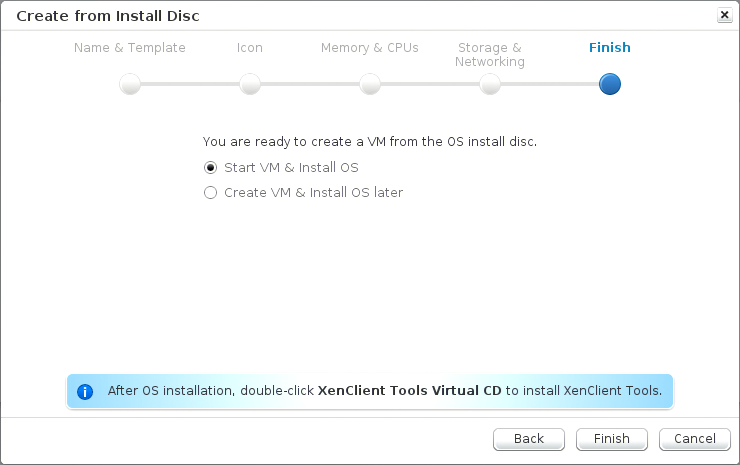 Create from Install Disc
Name & Template
Icon
Memory & CPUs
Storage &
Networking
Finish
You are ready to create a VM from the OS install disc.
Start VM & Install OS
Create VM & Install OS later
After OS installation, double-click XenClient Tools Virtual CD to install XenClient Tools.
Back
Finish
Cancel